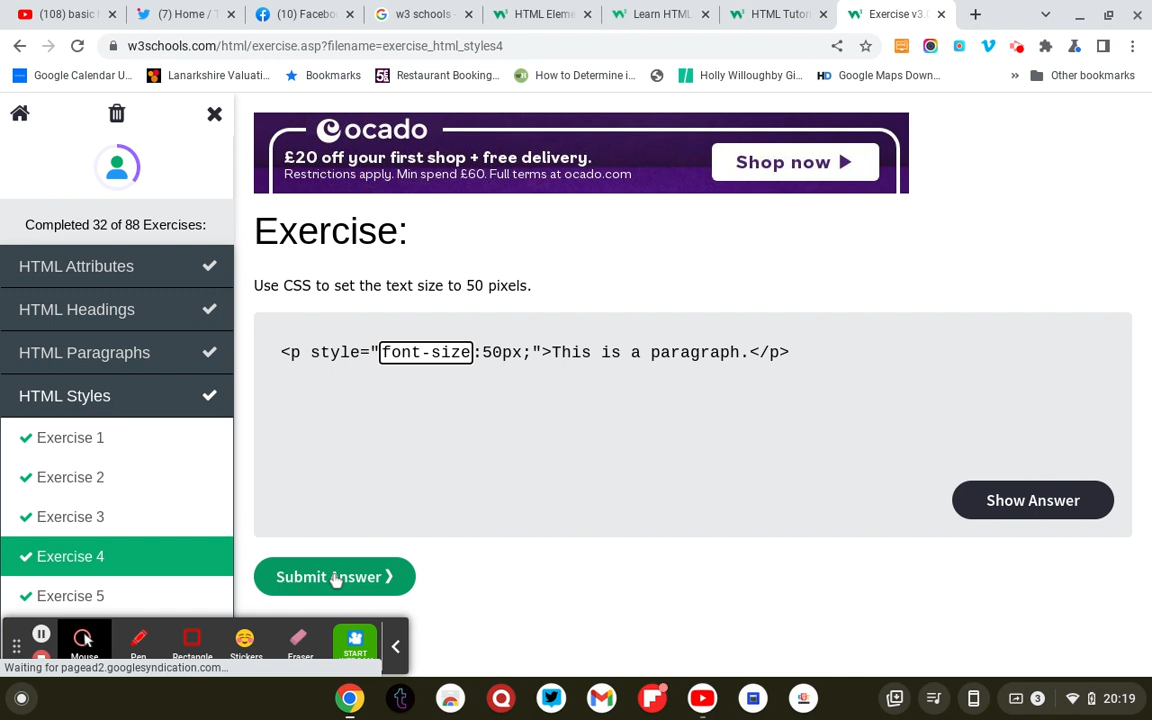 (108) basic
(7) Home / T
(10) Facebo
w3 schools -
HTML Eleme
Learn HTML
HTML Tutori
Exercise v3.0
w3schools.com/html/exercise.asp?filename=exercise_html_styles4
Google Calendar U...
Lanarkshire Valuati...
Bookmarks
Restaurant Booking...
How to Determine i...
Holly Willoughby Gi...
HD Google Maps Down...
»
Other bookmarks
ocado
£20 off your first shop + free delivery.
Restrictions apply. Min spend £60. Full terms at ocado.com
Shop now
Completed 32 of 88 Exercises:
HTML Attributes
HTML Headings
HTML Paragraphs
HTML Styles
Exercise 1
Exercise 2
Exercise 3
Exercise 4
Exercise 5
Exercise:
Use CSS to set the text size to 50 pixels.
<p style="font-size:50px;">This is a paragraph.</p>
Show Answer
Submit Answer ❯
Mouse
Pen
Rectangle
Stickers
Eraser
START
Waiting for pagead2.googlesyndication.com...
3
20:19